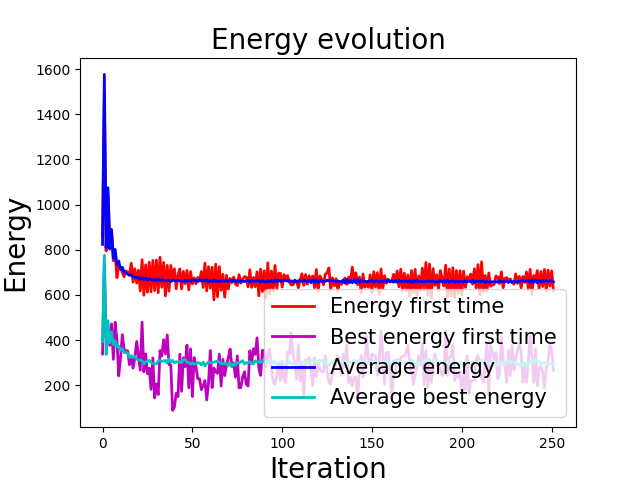 Energy evolution
Energy
1600
1400
1200
1000
800
600
400
200
Energy first time
Best energy first time
Average energy
Average best energy
0
50
100
150
200
250
Iteration